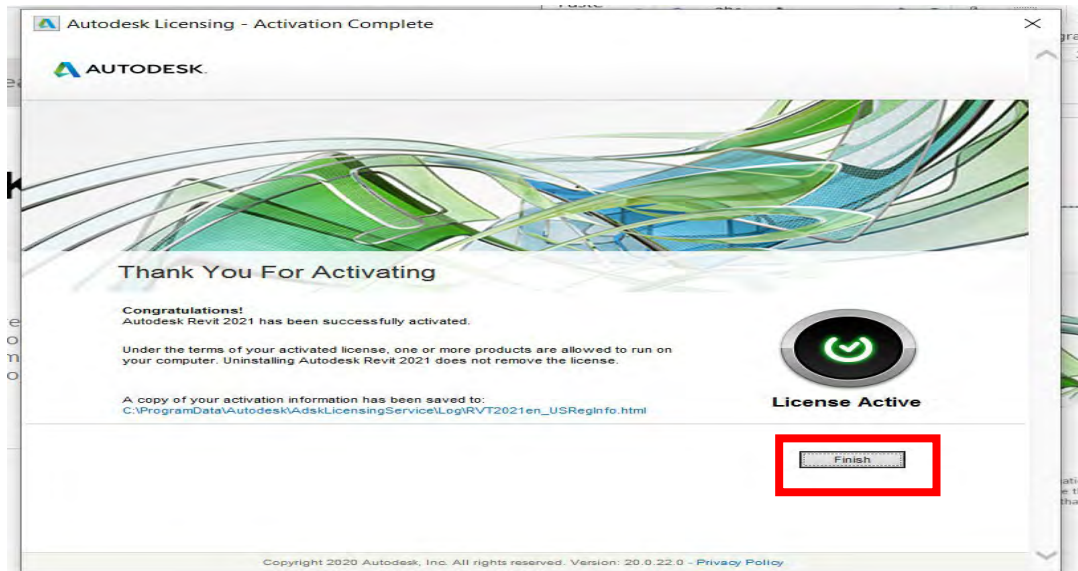 Autodesk Licensing - Activation Complete
AUTODESK.
Thank You For Activating
Congratulations!
Autodesk Revit 2021 has been successfully activated.
Under the terms of your activated license, one or more products are allowed to run on
your computer. Uninstalling Autodesk Revit 2021 does not remove the license.
A copy of your activation information has been saved to:
C:\ProgramData\Autodesk\AdskLicensingService\Log\RVT2021en_USRegInfo.html
License Active
Finish
Copyright 2020 Autodesk, Inc. All rights reserved. Version: 20.0.22.0 - Privacy Policy